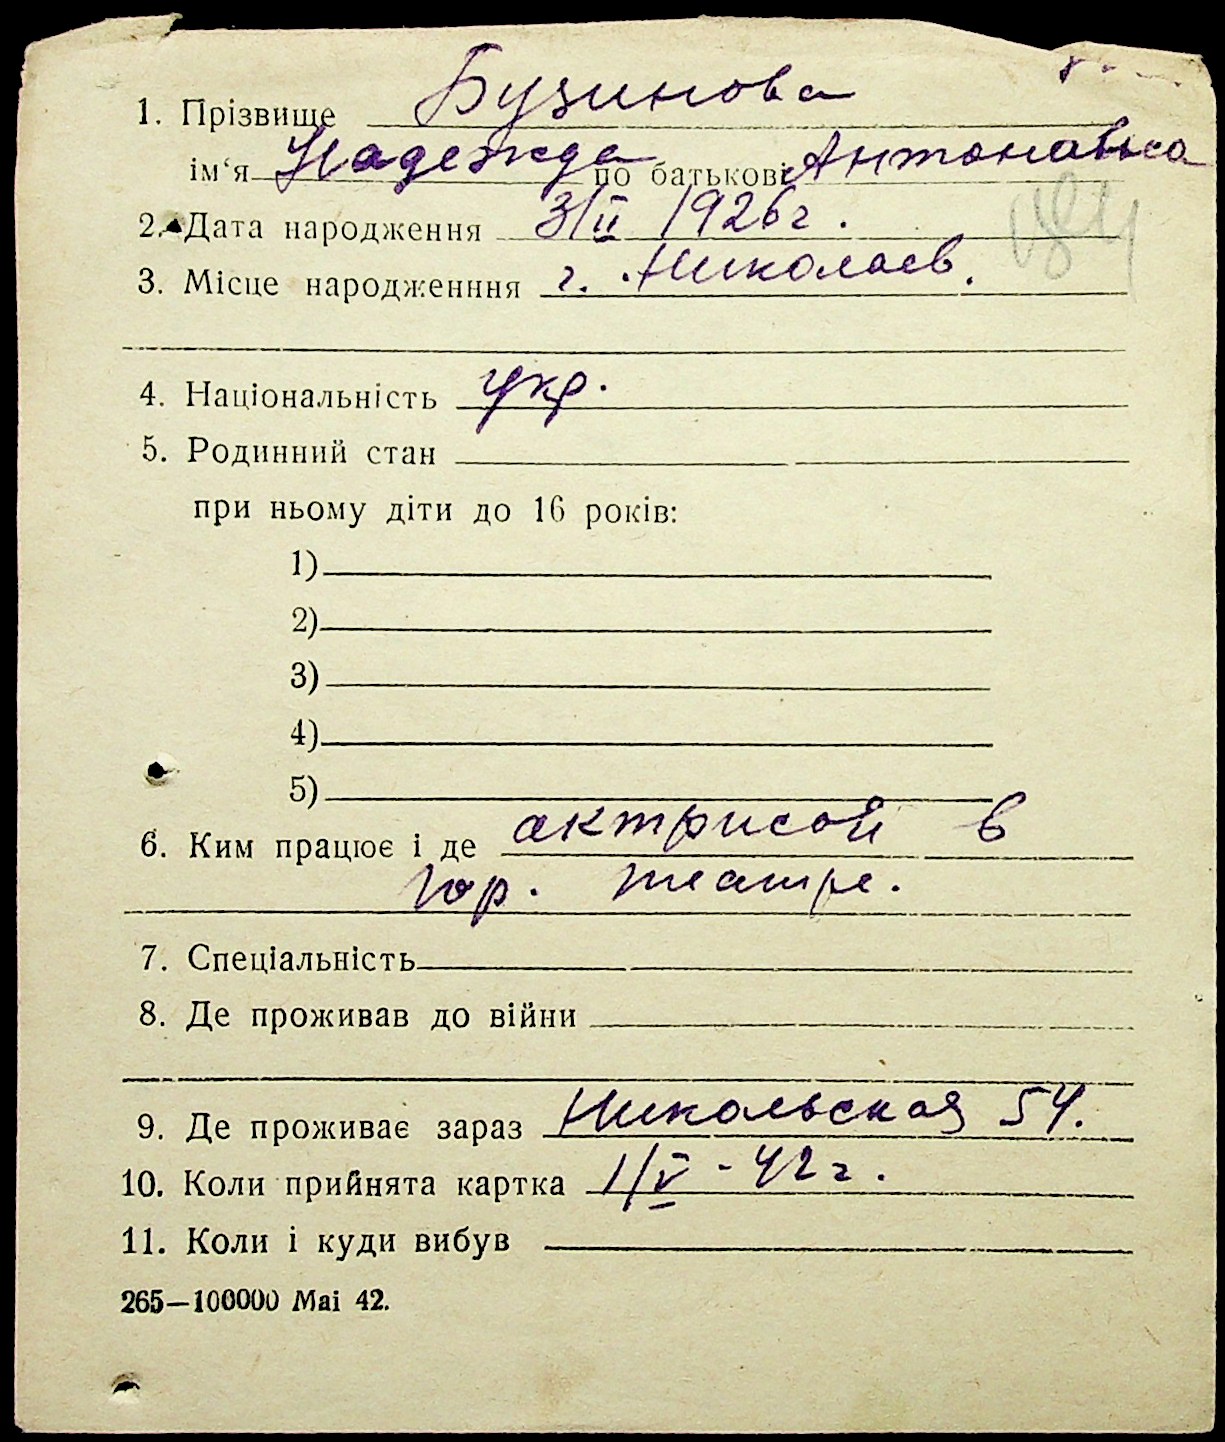 1. Прізвище Бузинова
ім‘я Надежда по батькові Антоновна
2. Дата народження 3/II 1926 г.
3. Місце народженння г. Николаев.
4. Національність укр.
5. Родинний стан
при ньому діти до 16 років:
1)
2)
3)
4)
5)
6. Ким працює і де актрисой в
гор. театре.
7. Спеціальність
8. Де проживав до війни
9. Де проживає зараз Никольская 54.
10. Коли прийнята картка 1/V - 42 г.
11. Коли і куди вибув
265—100000 Mai 42.